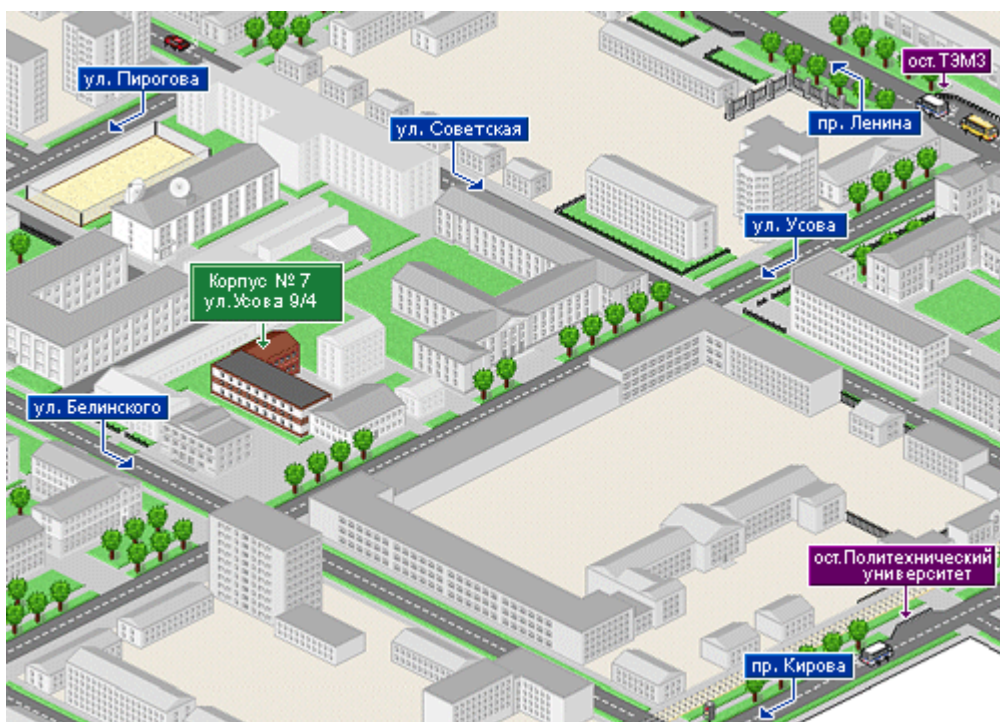 ост. ТЭМЗ
ул. Пирогова
пр. Ленина
ул. Советская
ул. Усова
Корпус № 7
ул.Усова 9/4
ул. Белинского
ост.Политехнический
университет
пр. Кирова